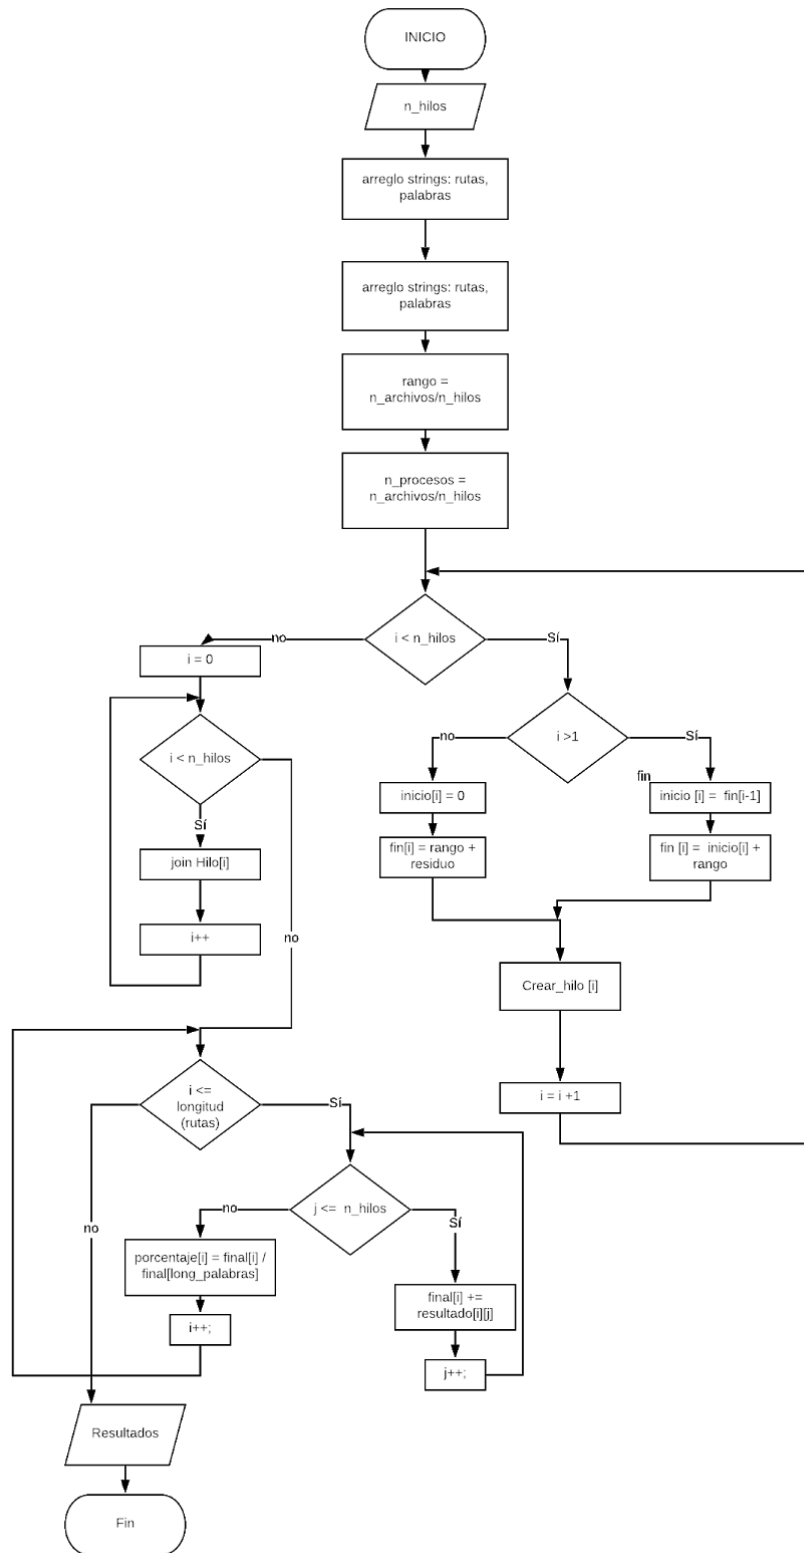 INICIO
n_hilos
arreglo strings: rutas,
palabras
arreglo strings: rutas,
palabras
rango =
n_archivos/n_hilos
n_procesos =
n_archivos/n_hilos
i < n_hilos
no
Sí
i = 0
i < n_hilos
Sí
no
join Hilo[i]
i++
i >1
no
Sí
inicio[i] = 0
fin[i] = rango +
residuo
fin
inicio [i] = fin[i-1]
fin [i] = inicio[i] +
rango
Crear_hilo [i]
i = i +1
i <=
longitud
(rutas)
Sí
no
j <= n_hilos
no
Sí
porcentaje[i] = final[i] /
final[long_palabras]
i++;
final[i] +=
resultado[i][j]
j++;
Resultados
Fin